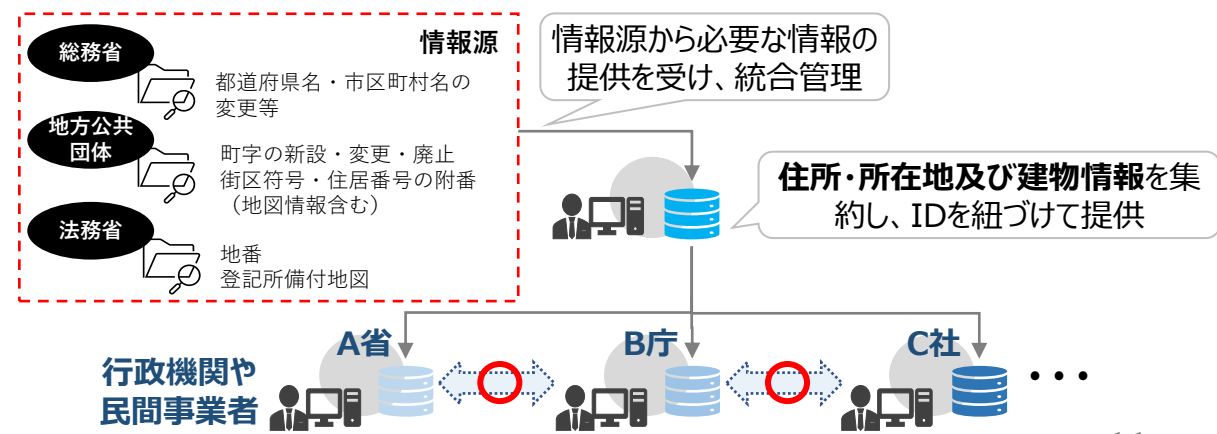 情報源
総務省
都道府県名・市区町村名の
変更等
地方公共
団体
町字の新設・変更・廃止
街区符号・住居番号の附番
（地図情報含む）
法務省
地番
登記所備付地図
情報源から必要な情報の
提供を受け、統合管理
住所・所在地及び建物情報を集
約し、IDを紐づけて提供
行政機関や
民間事業者
A省
B庁
C社
・・・